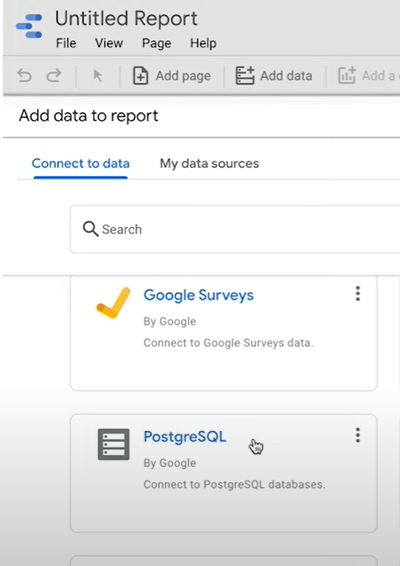 Untitled Report
File View Page Help
Add page Add data Add a
Add data to report
Connect to data My data sources
Search
Google Surveys
By Google
Connect to Google Surveys data.
PostgreSQL
By Google
Connect to PostgreSQL databases.